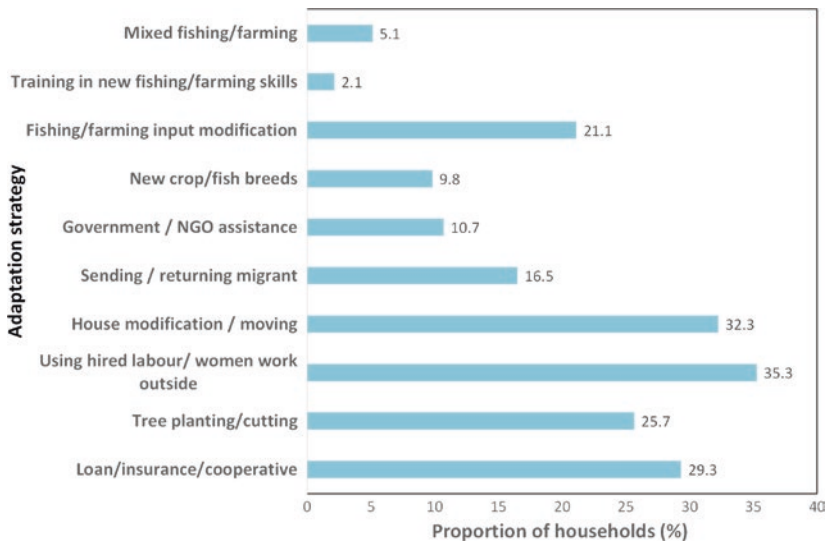 Adaptation strategy
Mixed fishing/farming
5.1
Training in new fishing/farming skills
2.1
Fishing/farming input modification
21.1
New crop/fish breeds
9.8
Government / NGO assistance
10.7
Sending / returning migrant
16.5
House modification / moving
32.3
Using hired labour/ women work
outside
35.3
Tree planting/cutting
25.7
Loan/insurance/cooperative
29.3
0 5 10 15 20 25 30 35 40
Proportion of households (%)